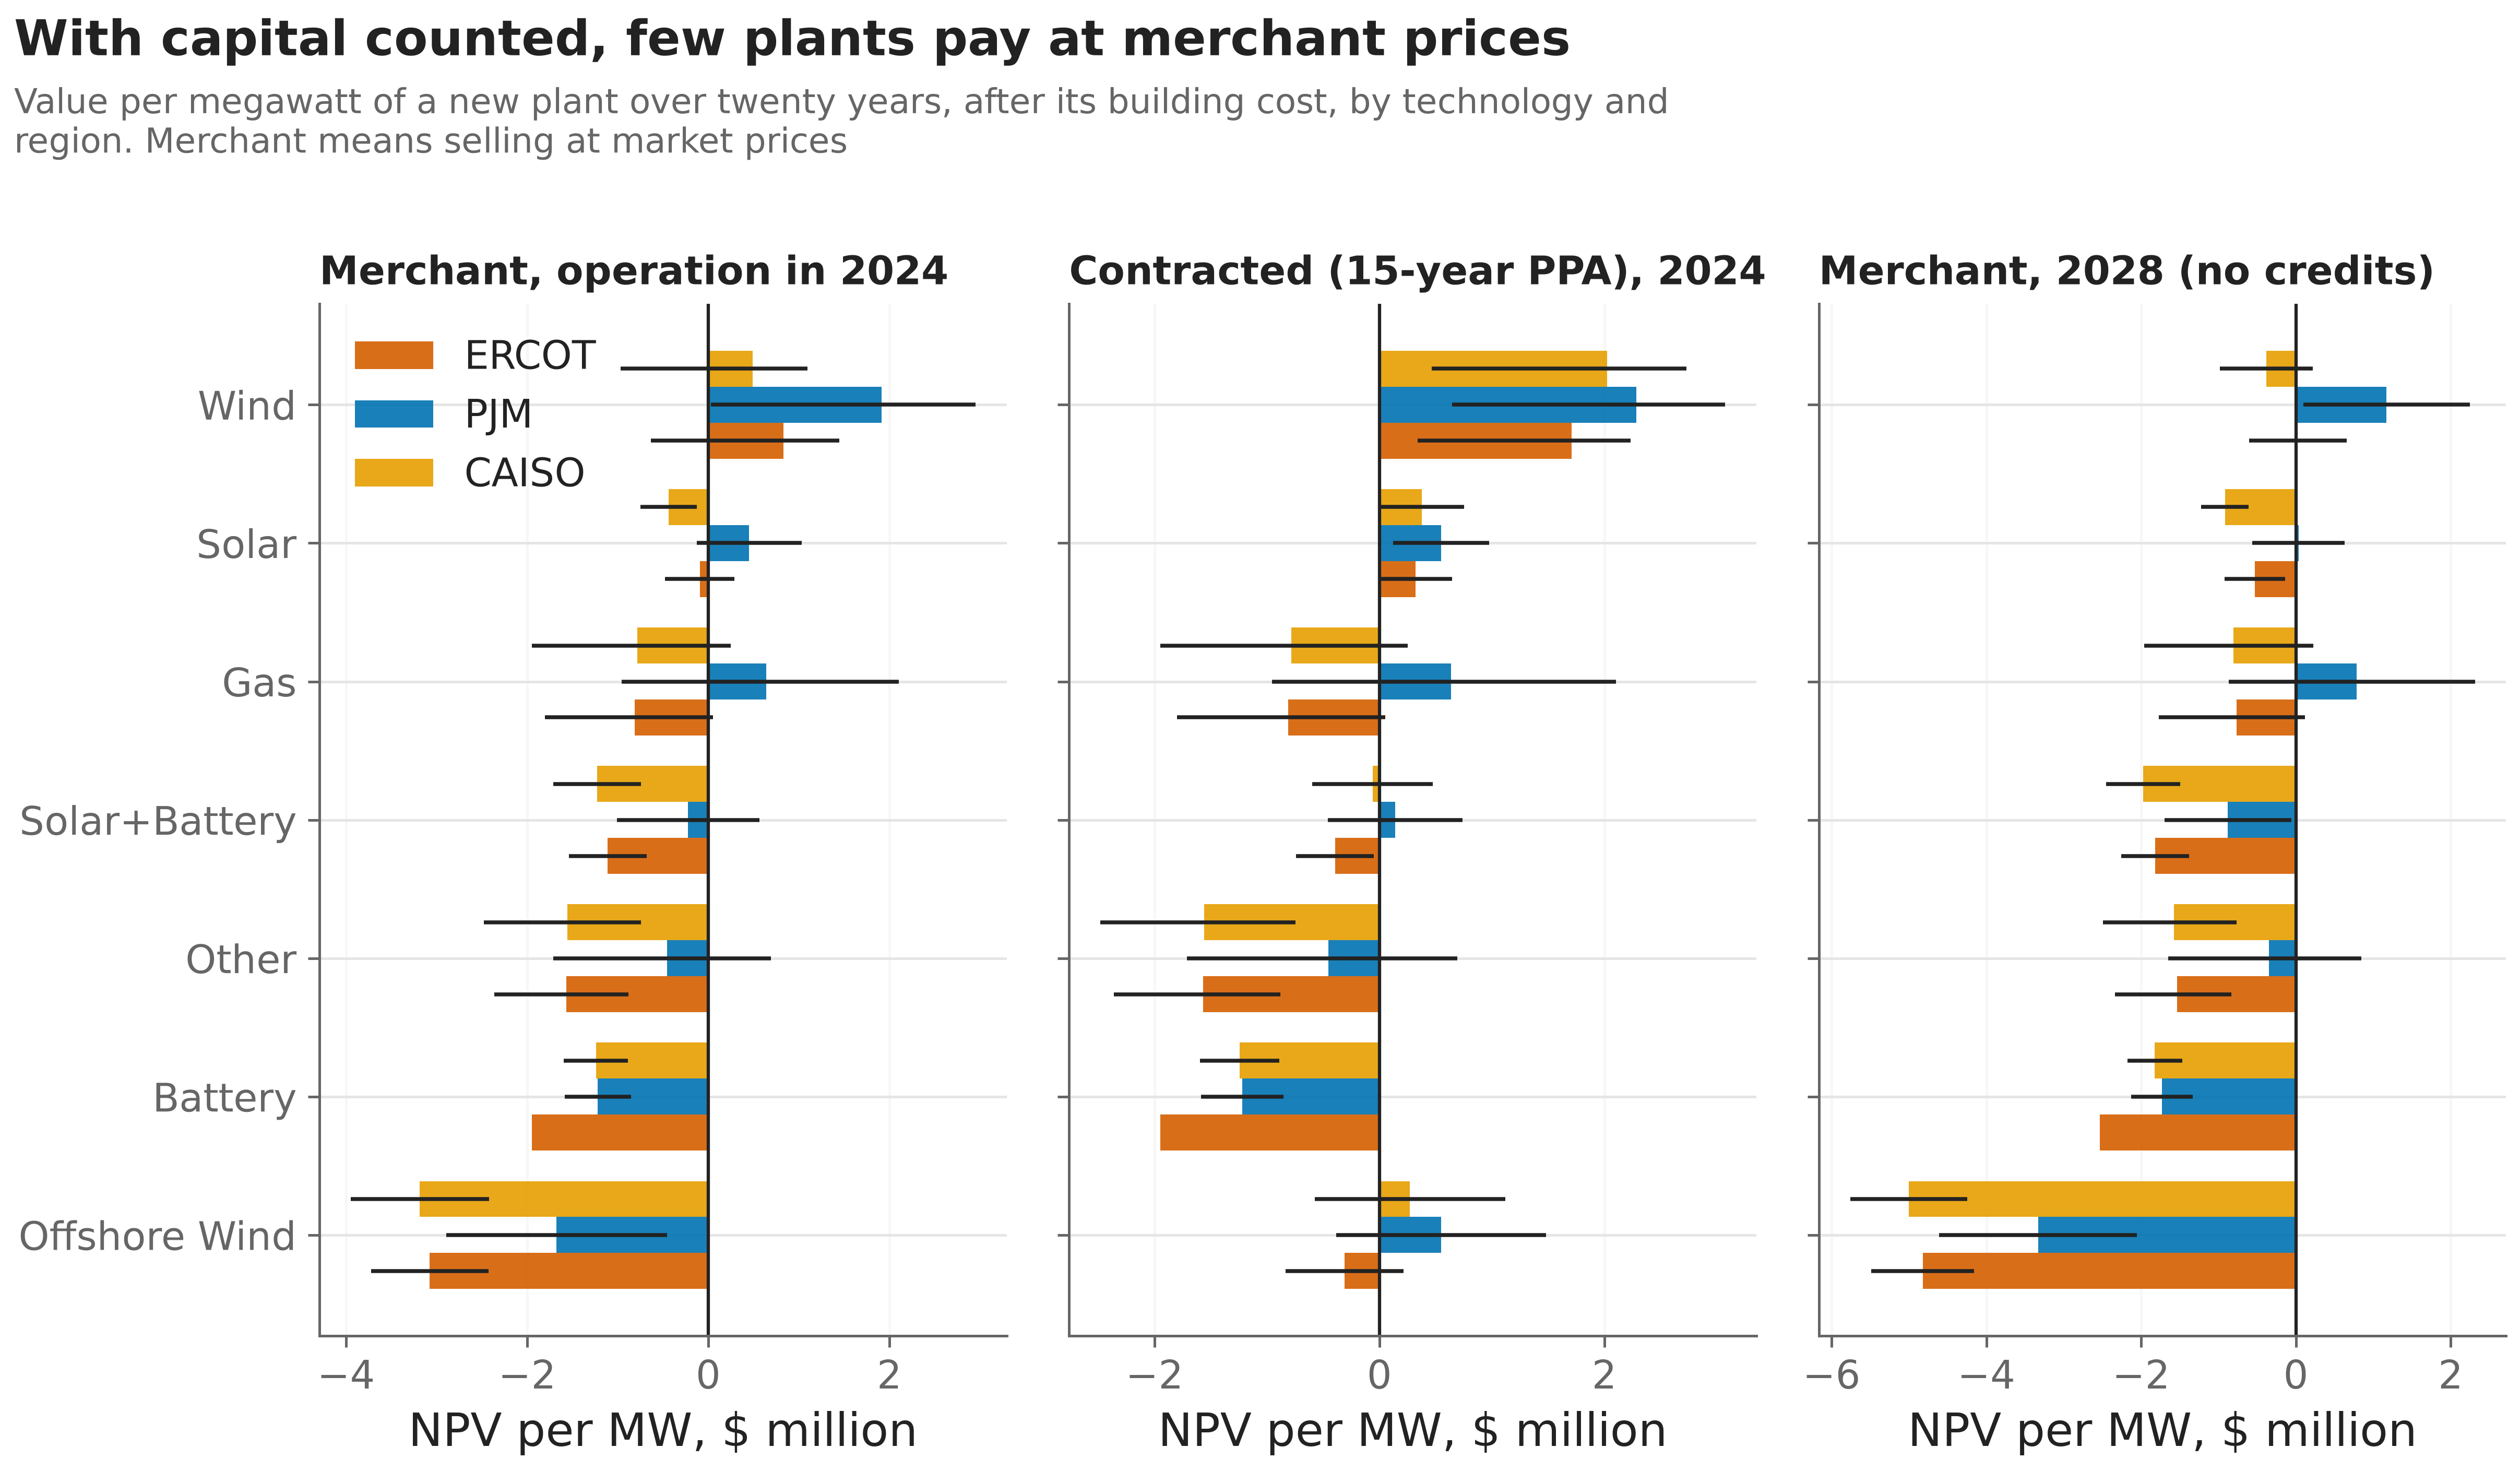 With capital counted, few plants pay at merchant prices
Value per megawatt of a new plant over twenty years, after its building cost, by technology and
region. Merchant means selling at market prices
Merchant, operation in 2024
Contracted (15-year PPA), 2024
Merchant, 2028 (no credits)
ERCOT
PJM
CAISO
Wind
Solar
Gas
Solar+Battery
Other
Battery
Offshore Wind
−4 −2 0 2
−2 0 2
−6 −4 −2 0 2
NPV per MW, $ million
NPV per MW, $ million
NPV per MW, $ million